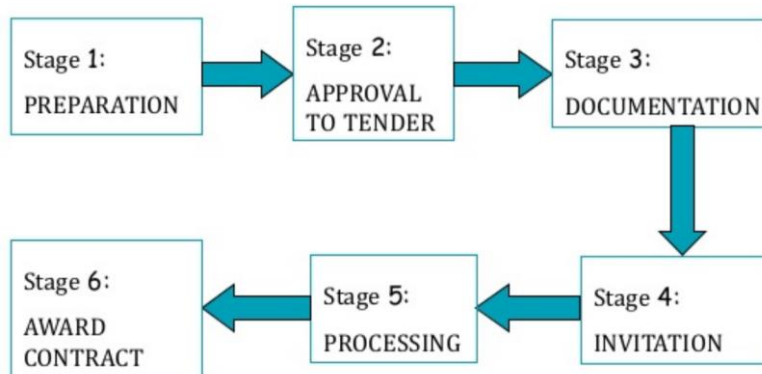 Stage 1:
PREPARATION
Stage 2:
APPROVAL
TO TENDER
Stage 3:
DOCUMENTATION
Stage 4:
INVITATION
Stage 5:
PROCESSING
Stage 6:
AWARD
CONTRACT